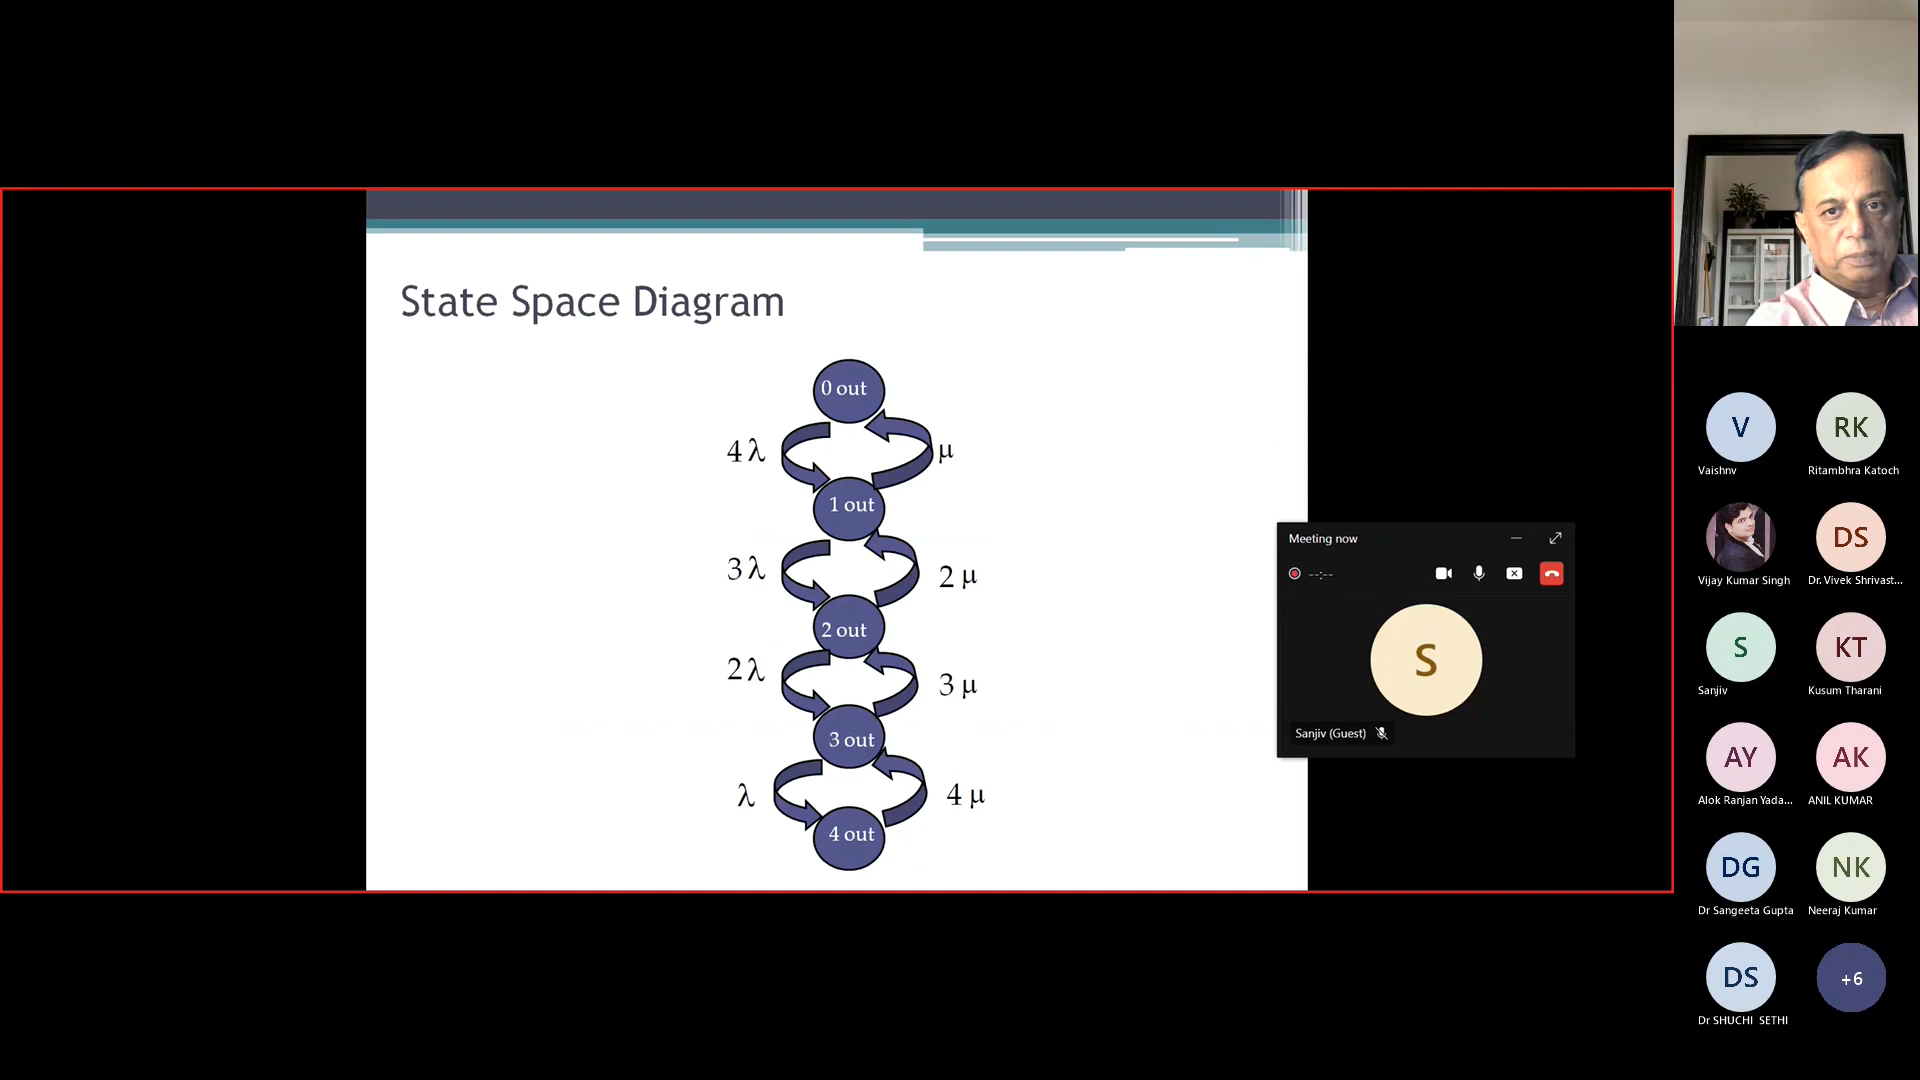 State Space Diagram
0 out
4 λ
μ
1 out
3 λ
2 μ
2 out
2 λ
3 μ
3 out
λ
4 μ
4 out
Meeting now
--:--
S
Sanjiv (Guest)
V
RK
Vaishnv
Ritambhra Katoch
DS
Vijay Kumar Singh
Dr. Vivek Shrivast...
S
KT
Sanjiv
Kusum Tharani
AY
AK
Alok Ranjan Yada...
ANIL KUMAR
DG
NK
Dr Sangeeta Gupta
Neeraj Kumar
DS
+6
Dr SHUCHI SETHI